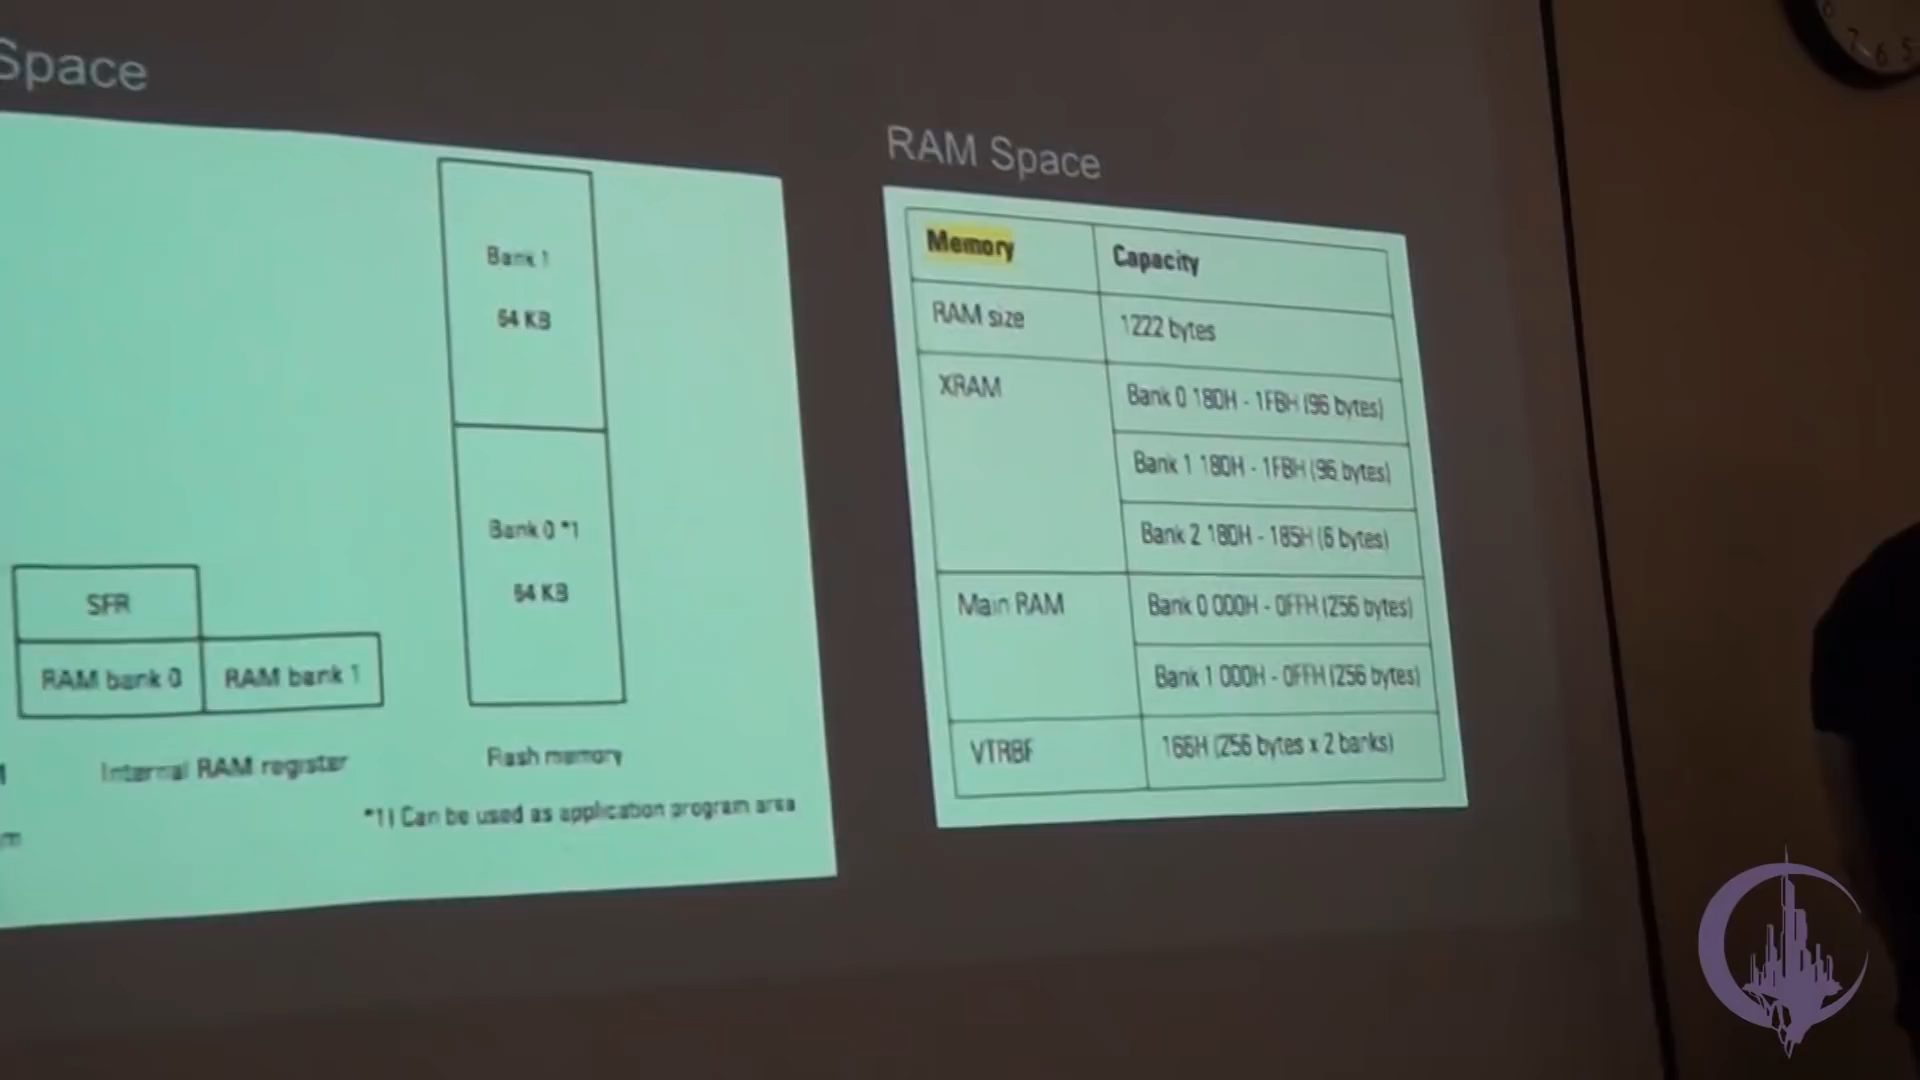 Space
Bank 1
64 KB
Bank 0 *1
64 KB
SFR
RAM bank 0
RAM bank 1
Internal RAM register
Flash memory
*1) Can be used as application program area
RAM Space
Memory Capacity
RAM size 1222 bytes
XRAM Bank 0 180H - 1FBH (96 bytes)
Bank 1 180H - 1FBH (96 bytes)
Bank 2 180H - 185H (6 bytes)
Main RAM Bank 0 000H - 0FFH (256 bytes)
Bank 1 000H - 0FFH (256 bytes)
VTRBF 166H (256 bytes x 2 banks)
7 6 5